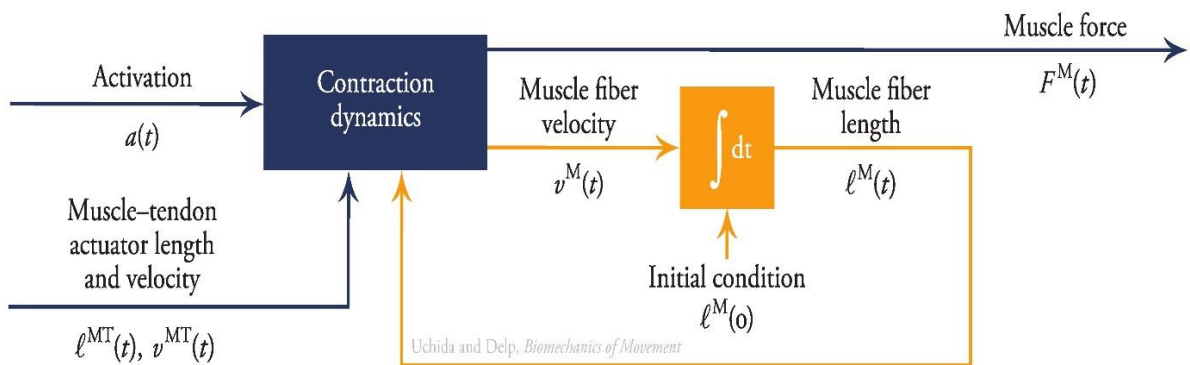 Muscle force
F^M(t)
Activation
a(t)
Contraction
dynamics
Muscle fiber
velocity
v^M(t)
∫ dt
Muscle fiber
length
ℓ^M(t)
Muscle–tendon
actuator length
and velocity
ℓ^MT(t), v^MT(t)
Initial condition
ℓ^M(0)
Uchida and Delp, Biomechanics of Movement